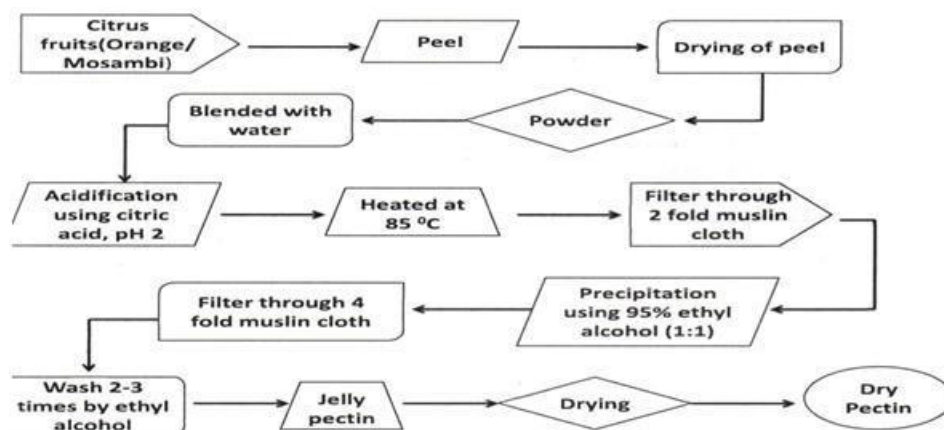 Citrus
fruits(Orange/
Mosambi)
Peel
Drying of peel
Blended with
water
Powder
Acidification
using citric
acid, pH 2
Heated at
85 ⁰C
Filter through
2 fold muslin
cloth
Filter through 4
fold muslin cloth
Precipitation
using 95% ethyl
alcohol (1:1)
Wash 2-3
times by ethyl
alcohol
Jelly
pectin
Drying
Dry
Pectin